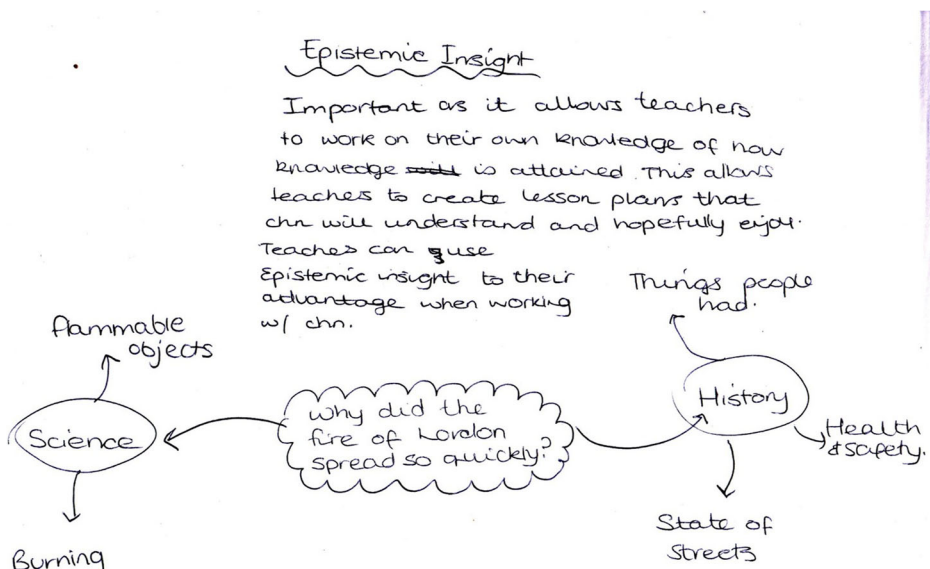 Epistemic Insight
Important as it allows teachers
to work on their own knowledge of how
knowledge is attained. This allows
teachers to create lesson plans that
chn will understand and hopefully enjoy.
Teaches can use
Epistemic insight to their
advantage when working
w/ chn.
Things people
had.
flammable
objects
History
Why did the
fire of London
spread so quickly?
Science
Health
& safety.
State of
streets
Burning